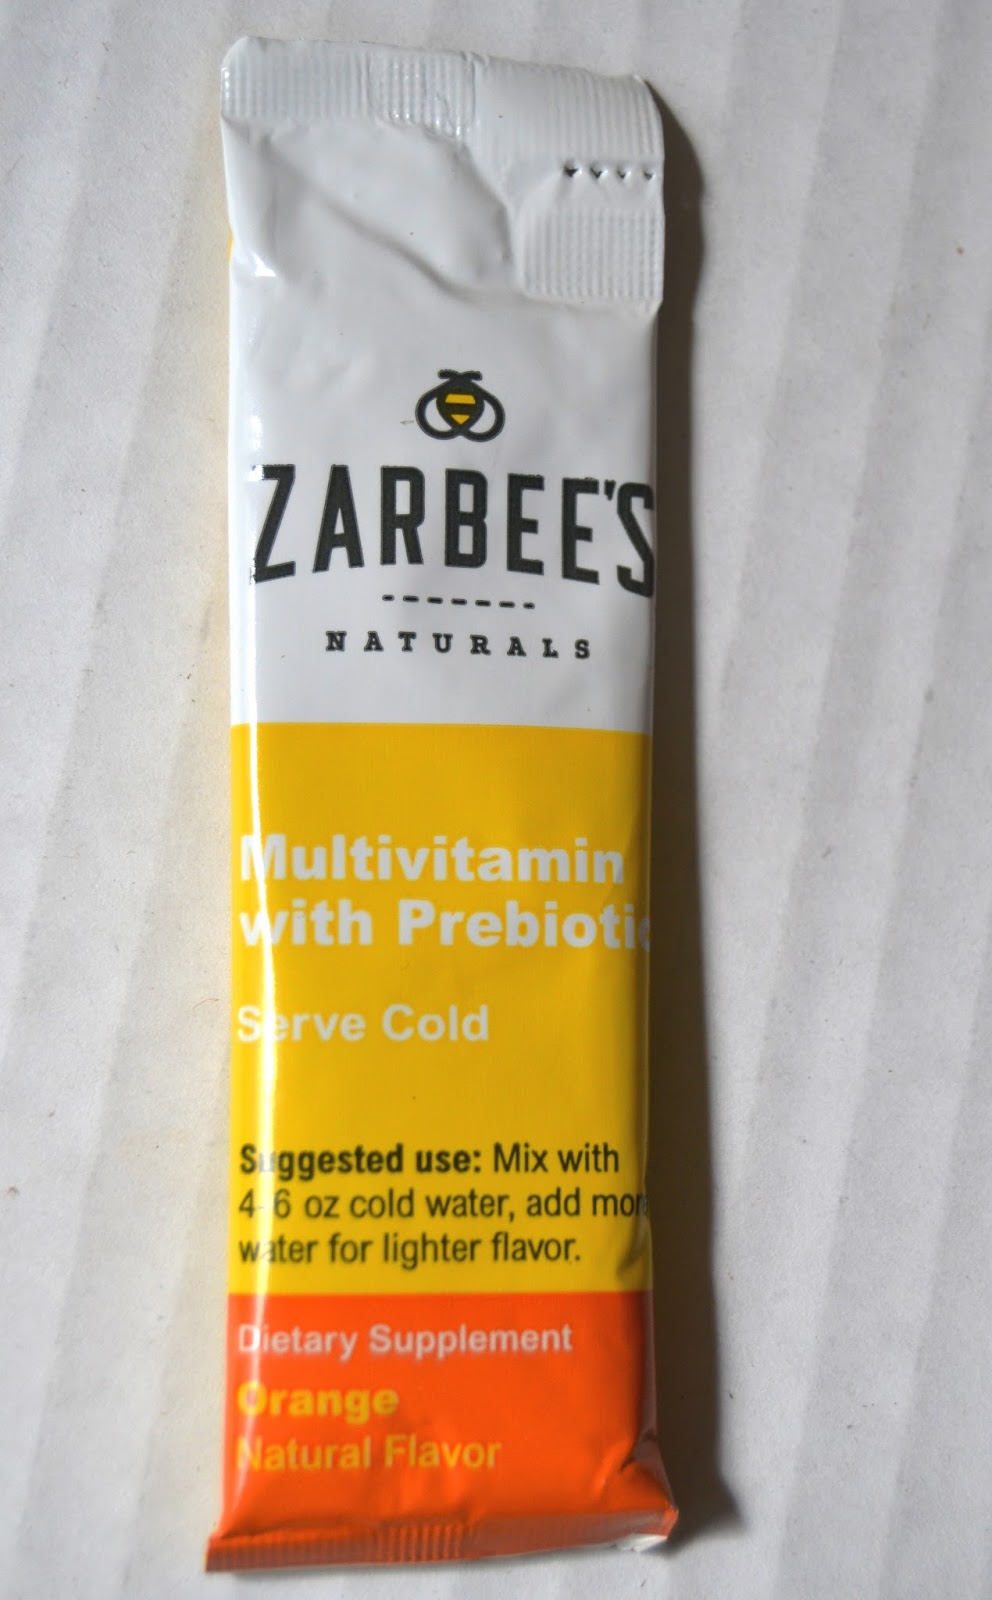 ZARBEE'S
NATURALS
Multivitamin
with Prebiotic
Serve Cold
Suggested use: Mix with
4-6 oz cold water, add more
water for lighter flavor.
Dietary Supplement
Orange
Natural Flavor